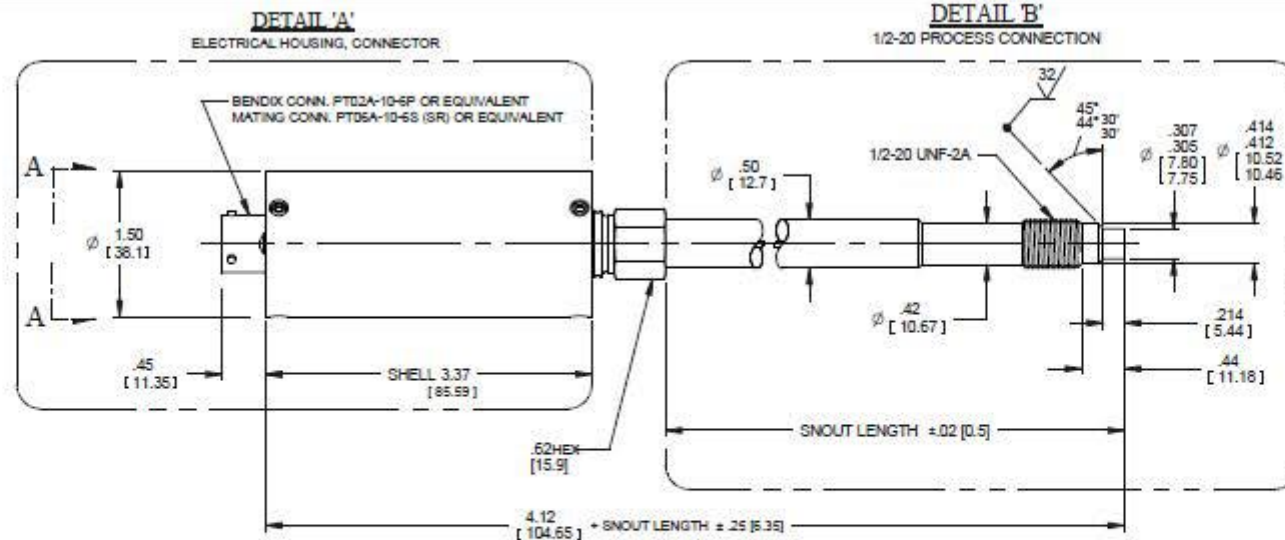 DETAIL 'A'
ELECTRICAL HOUSING, CONNECTOR
DETAIL 'B'
1/2-20 PROCESS CONNECTION
BENDIX CONN. PT02A-10-6P OR EQUIVALENT
MATING CONN. PT06A-10-6S (SR) OR EQUIVALENT
32
45° 30'
44° 30'
.307
.305
[ 7.80
7.75 ]
Ø
.414
.412
[ 10.52
10.46 ]
Ø
1/2-20 UNF-2A
A
A
Ø 1.50
[ 38.1 ]
Ø .50
[ 12.7 ]
Ø .42
[ 10.67 ]
.214
[ 5.44 ]
.44
[ 11.18 ]
.45
[ 11.35 ]
SHELL 3.37
[ 85.59 ]
.62HEX
[15.9]
SNOUT LENGTH ±.02 [0.5]
4.12
[ 104.65 ]
+ SNOUT LENGTH ± .25 [6.35]